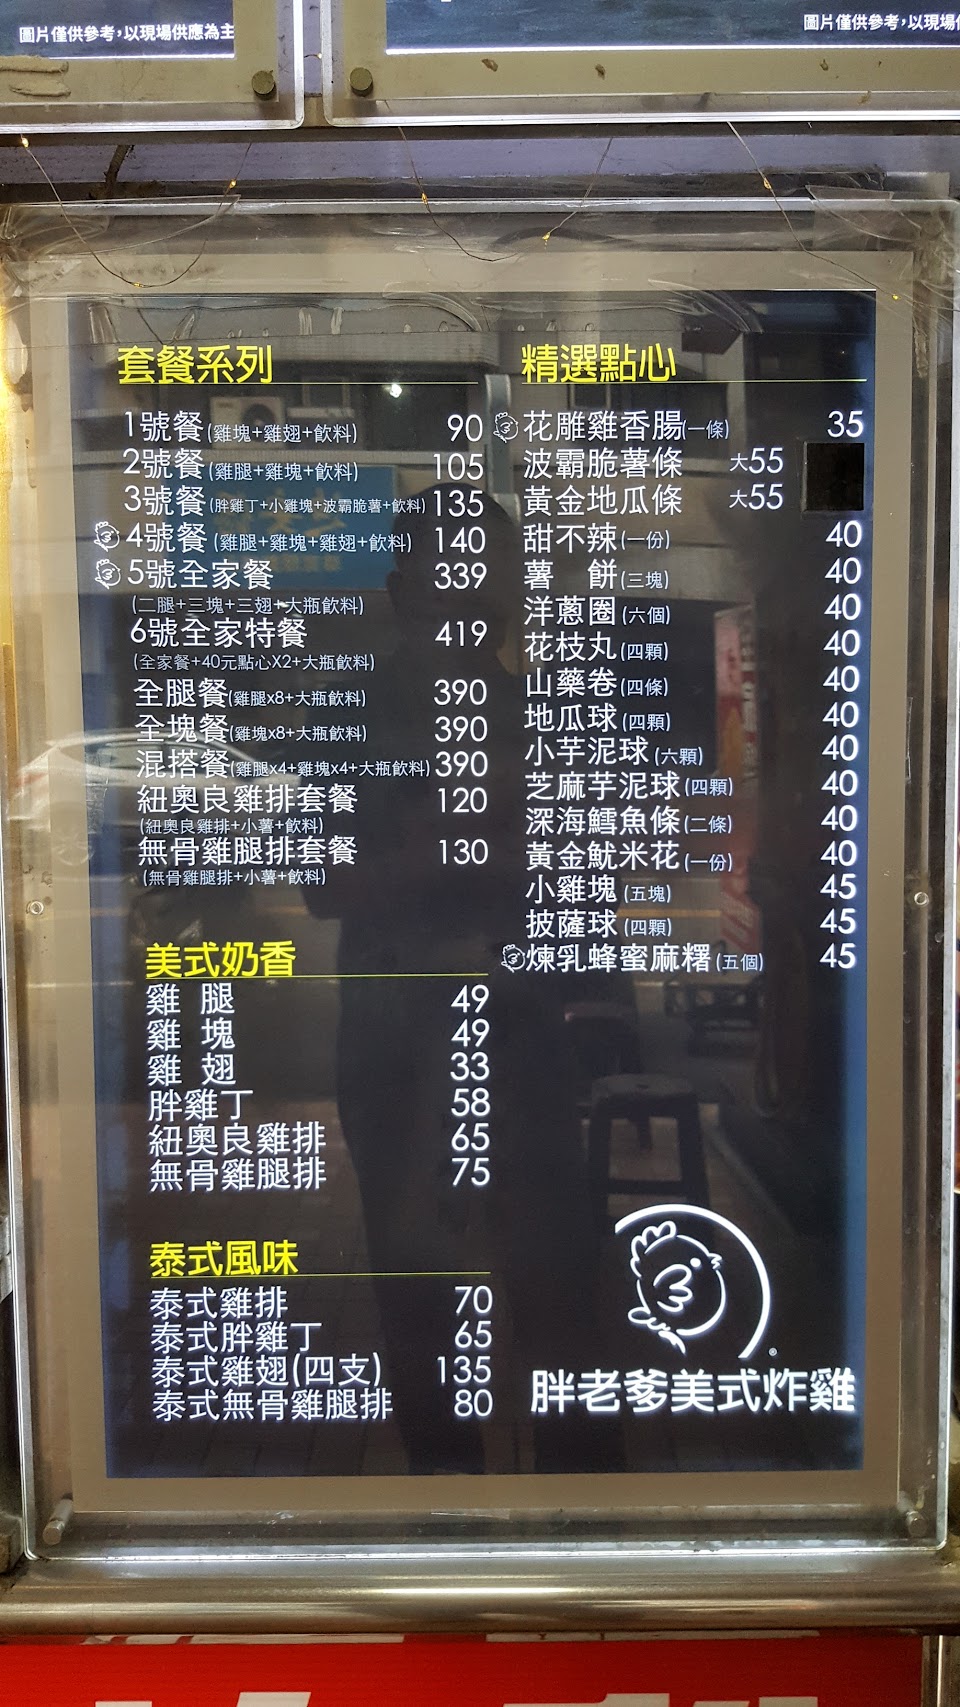 圖片僅供參考，以現場供應為主
圖片僅供參考，以現場
套餐系列
1號餐(雞塊+雞翅+飲料) 90
2號餐(雞腿+雞塊+飲料) 105
3號餐(胖雞丁+小雞塊+波霸脆薯+飲料) 135
4號餐(雞腿+雞塊+雞翅+飲料) 140
5號全家餐 339
(二腿+三塊+三翅+大瓶飲料)
6號全家特餐 419
(全家餐+40元點心X2+大瓶飲料)
全腿餐(雞腿x8+大瓶飲料) 390
全塊餐(雞塊x8+大瓶飲料) 390
混搭餐(雞腿x4+雞塊x4+大瓶飲料) 390
紐奧良雞排套餐 120
(紐奧良雞排+小薯+飲料)
無骨雞腿排套餐 130
(無骨雞腿排+小薯+飲料)
美式奶香
雞 腿 49
雞 塊 49
雞 翅 33
胖雞丁 58
紐奧良雞排 65
無骨雞腿排 75
泰式風味
泰式雞排 70
泰式胖雞丁 65
泰式雞翅(四支) 135
泰式無骨雞腿排 80
精選點心
花雕雞香腸(一條) 35
波霸脆薯條 大55
黃金地瓜條 大55
甜不辣(一份) 40
薯 餅(三塊) 40
洋蔥圈(六個) 40
花枝丸(四顆) 40
山藥卷(四條) 40
地瓜球(四顆) 40
小芋泥球(六顆) 40
芝麻芋泥球(四顆) 40
深海鱈魚條(二條) 40
黃金魷米花(一份) 40
小雞塊(五塊) 45
披薩球(四顆) 45
煉乳蜂蜜麻糬(五個) 45
胖老爹美式炸雞